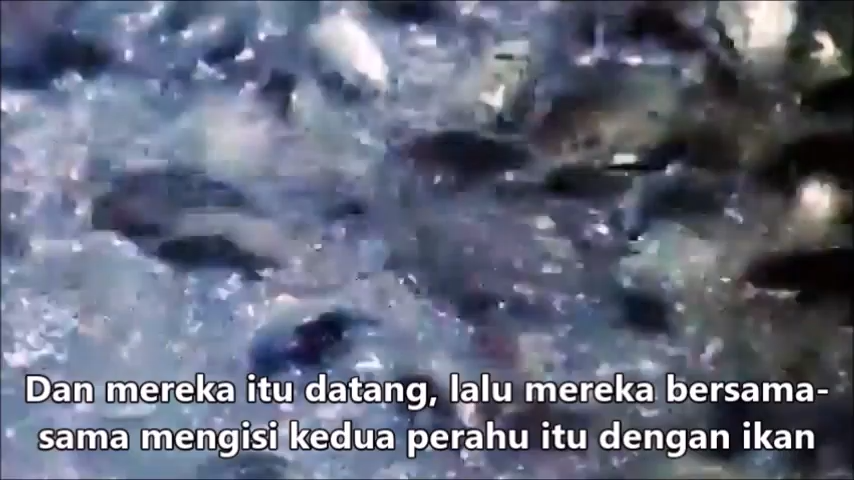 Dan mereka itu datang, lalu mereka bersama-
sama mengisi kedua perahu itu dengan ikan